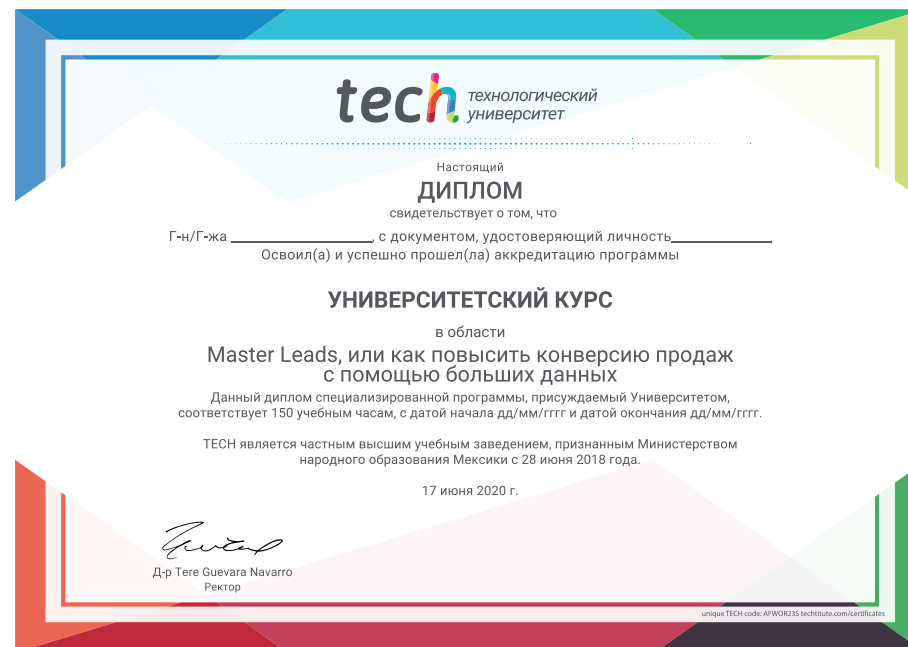 tech технологический
университет
Настоящий
ДИПЛОМ
свидетельствует о том, что
Г-н/Г-жа ____________________, с документом, удостоверяющий личность______________
Освоил(а) и успешно прошел(ла) аккредитацию программы
УНИВЕРСИТЕТСКИЙ КУРС
в области
Master Leads, или как повысить конверсию продаж
с помощью больших данных
Данный диплом специализированной программы, присуждаемый Университетом,
соответствует 150 учебным часам, с датой начала дд/мм/гггг и датой окончания дд/мм/гггг.
TECH является частным высшим учебным заведением, признанным Министерством
народного образования Мексики с 28 июня 2018 года.
17 июня 2020 г.
Д-р Tere Guevara Navarro
Ректор
unique TECH code: AFWOR23S techtitute.com/certificates